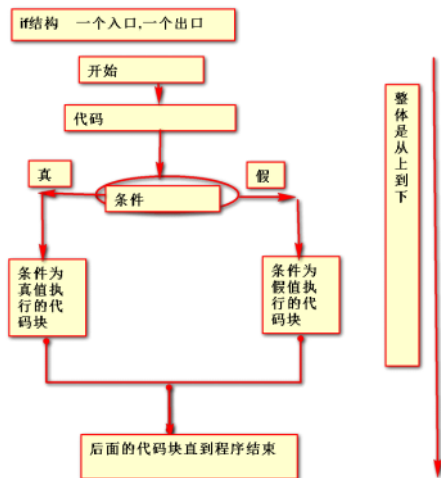 if结构 一个入口,一个出口
开始
代码
真
假
条件
条件为
真值执
行的代
码块
条件为
假值执
行的代
码块
后面的代码块直到程序结束
整
体
是
从
上
到
下